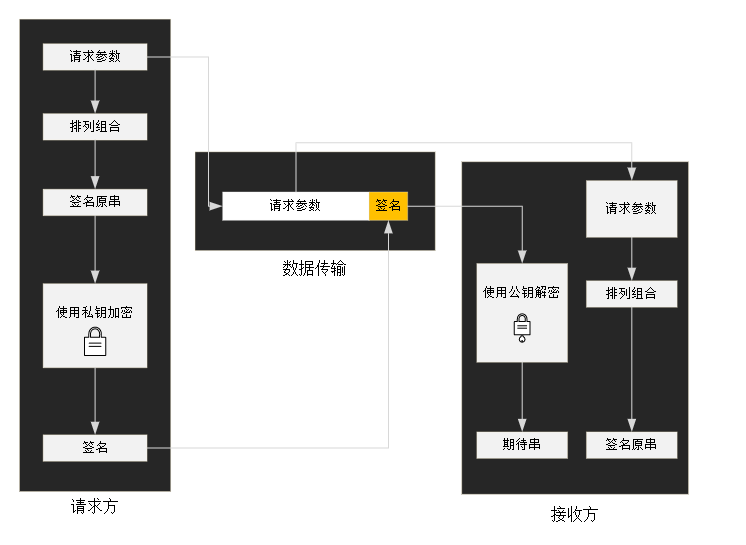 请求参数
排列组合
签名原串
使用私钥加密
签名
请求方
请求参数
签名
数据传输
请求参数
使用公钥解密
排列组合
期待串
签名原串
接收方